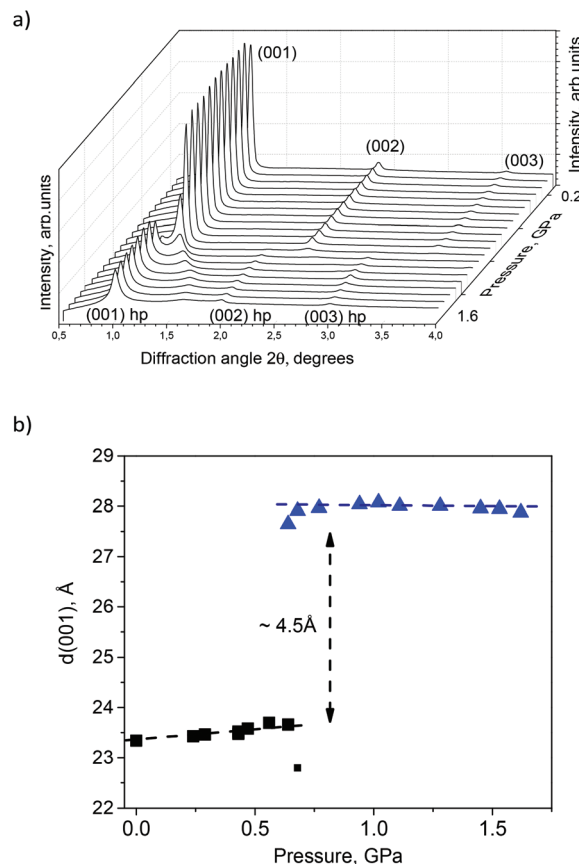 a)
(001)
(002)
(003)
Intensity, arb.units
Intensity, arb.units
0.2
Pressure, GPa
1.6
(001) hp
(002) hp
(003) hp
0,5 1,0 1,5 2,0 2,5 3,0 3,5 4,0
Diffraction angle 2θ, degrees
b)
29
28
27
26
25
24
23
22
d(001), Å
~ 4.5Å
0.0 0.5 1.0 1.5
Pressure, GPa